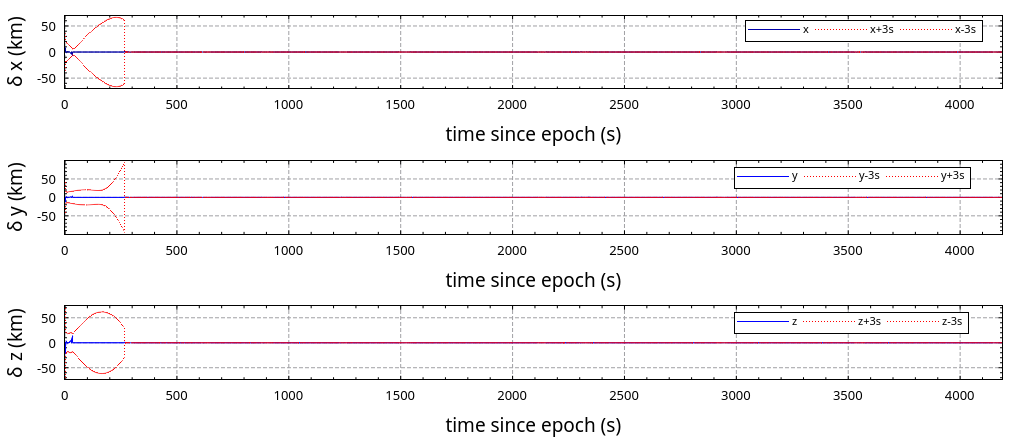 δ x (km)
50
0
-50
x x+3s x-3s
0 500 1000 1500 2000 2500 3000 3500 4000
time since epoch (s)
δ y (km)
50
0
-50
y y-3s y+3s
0 500 1000 1500 2000 2500 3000 3500 4000
time since epoch (s)
δ z (km)
50
0
-50
z z+3s z-3s
0 500 1000 1500 2000 2500 3000 3500 4000
time since epoch (s)